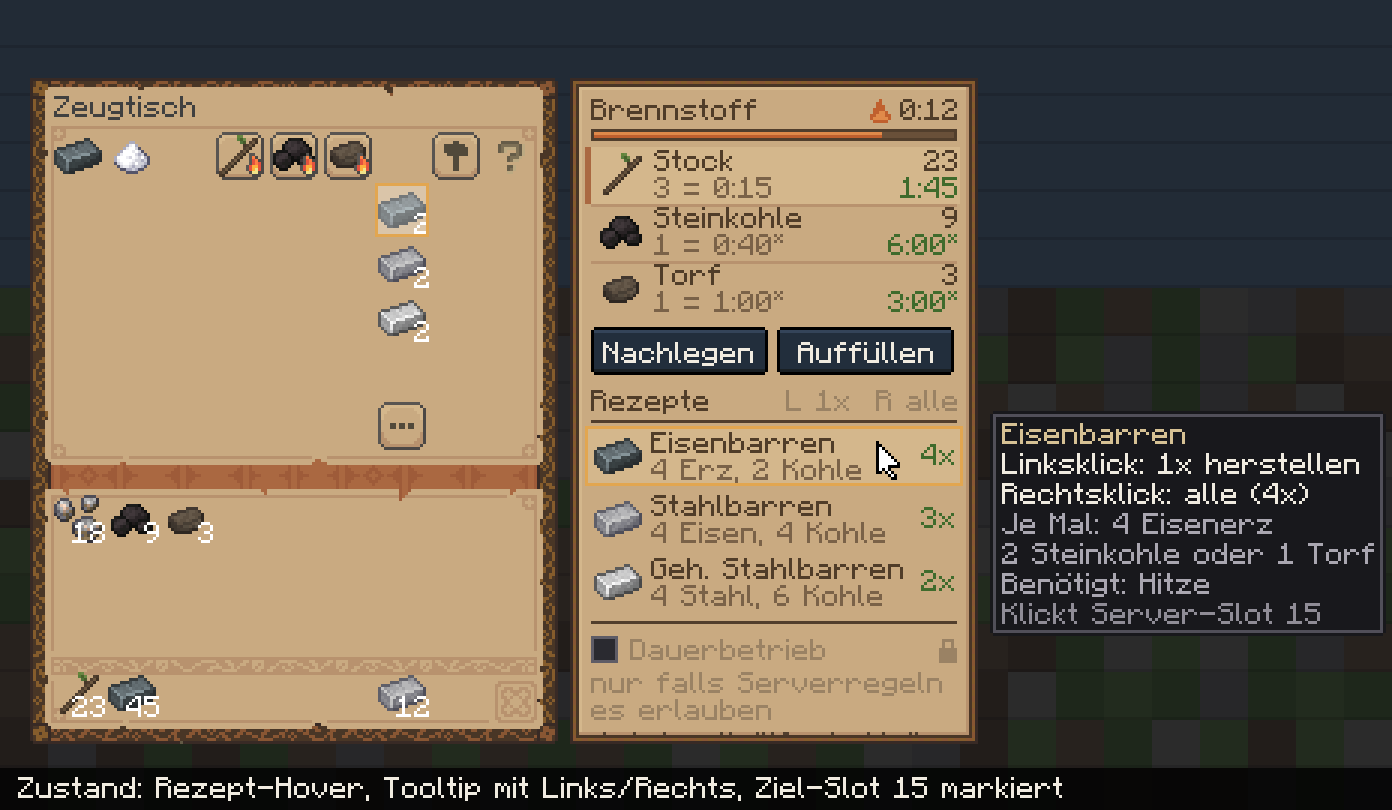 Zeugtisch
?
2
2
2
...
18 9 3
23 45 12
Brennstoff 0:12
Stock 23
3 = 0:15 1:45
Steinkohle 9
1 = 0:40* 6:00*
Torf 3
1 = 1:00* 3:00*
Nachlegen Auffüllen
Rezepte L 1x R alle
Eisenbarren 4x
4 Erz, 2 Kohle
Stahlbarren 3x
4 Eisen, 4 Kohle
Geh. Stahlbarren 2x
4 Stahl, 6 Kohle
Dauerbetrieb
nur falls Serverregeln
es erlauben
Eisenbarren
Linksklick: 1x herstellen
Rechtsklick: alle (4x)
Je Mal: 4 Eisenerz
2 Steinkohle oder 1 Torf
Benötigt: Hitze
Klickt Server-Slot 15
Zustand: Rezept-Hover, Tooltip mit Links/Rechts, Ziel-Slot 15 markiert